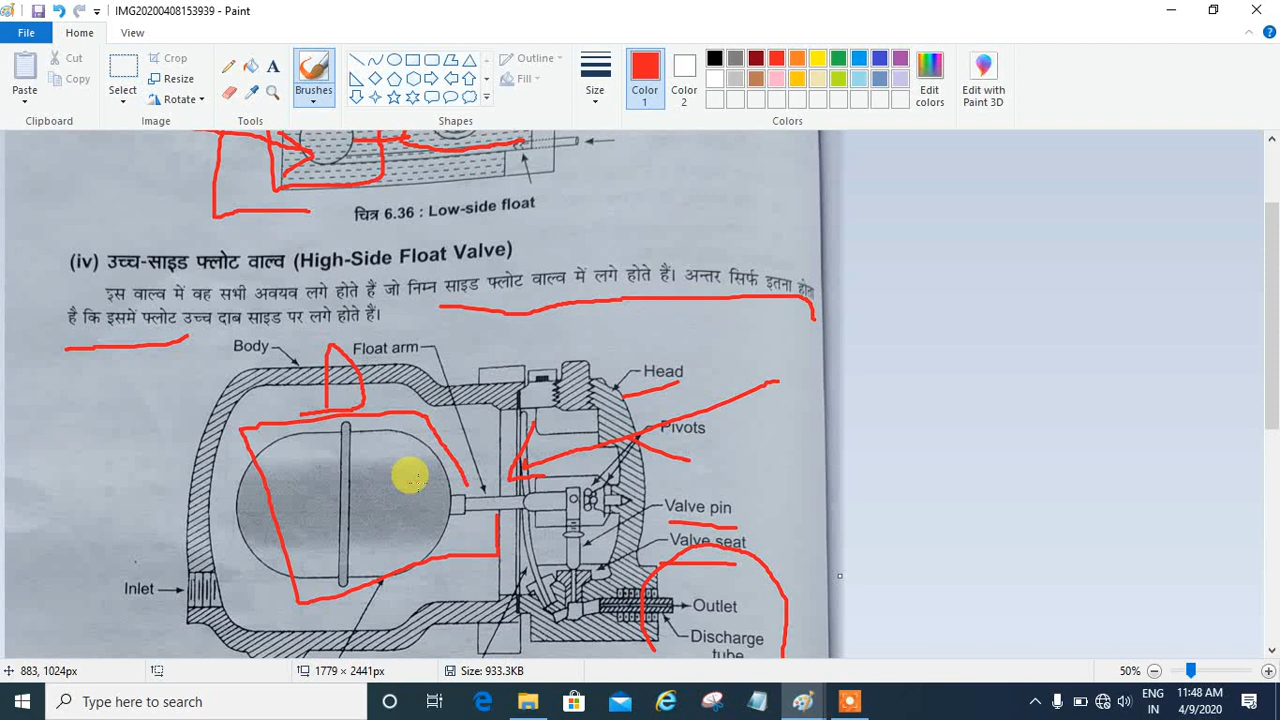 IMG20200408153939 - Paint
File
Home
View
Paste
Cut
Copy
Clipboard
Select
Crop
Resize
Rotate
Image
A
Tools
Brushes
Shapes
Outline
Fill
Size
Color
1
Color
2
Edit
colors
Edit with
Paint 3D
Colors
चित्र 6.36 : Low-side float
(iv) उच्च-साइड फ्लोट वाल्व (High-Side Float Valve)
इस वाल्व में वह सभी अवयव लगे होते हैं जो निम्न साइड फ्लोट वाल्व में लगे होते हैं। अन्तर सिर्फ इतना होता
है कि इसमें फ्लोट उच्च दाब साइड पर लगे होते हैं।
Body
Float arm
Head
Pivots
Valve pin
Valve seat
Inlet
Outlet
Discharge
tube
883, 1024px
1779 × 2441px
Size: 933.3KB
50%
Type here to search
ENG
IN
11:48 AM
4/9/2020